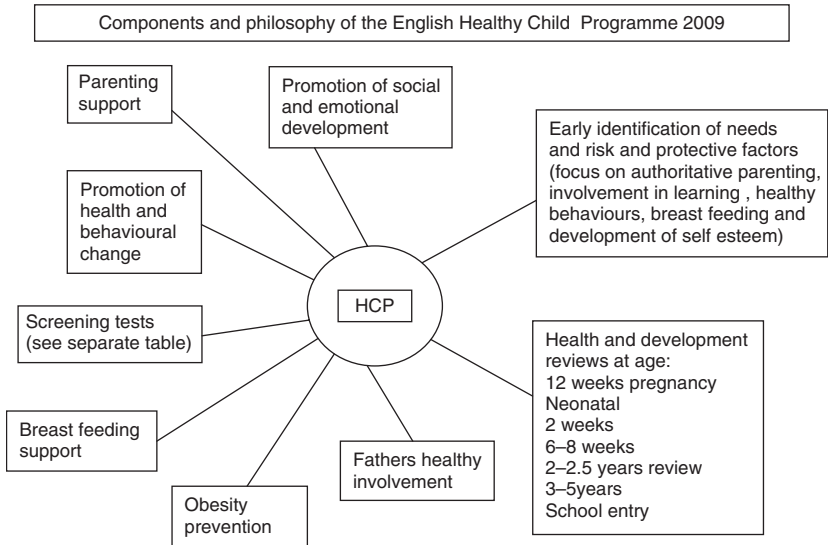 Components and philosophy of the English Healthy Child Programme 2009
Parenting
support
Promotion of social
and emotional
development
Early identification of needs
and risk and protective factors
(focus on authoritative parenting,
involvement in learning , healthy
behaviours, breast feeding and
development of self esteem)
Promotion of
health and
behavioural
change
HCP
Screening tests
(see separate table)
Health and development
reviews at age:
12 weeks pregnancy
Neonatal
2 weeks
6–8 weeks
2–2.5 years review
3–5years
School entry
Breast feeding
support
Fathers healthy
involvement
Obesity
prevention